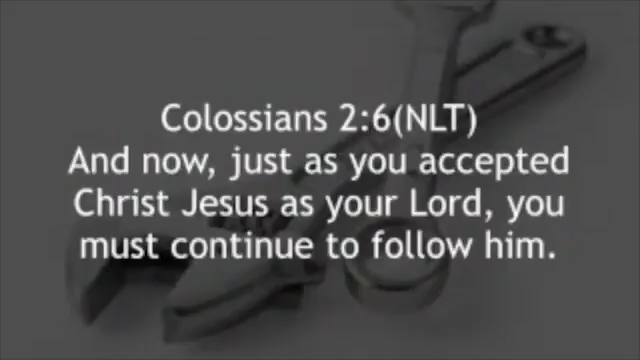 Colossians 2:6(NLT)
And now, just as you accepted
Christ Jesus as your Lord, you
must continue to follow him.